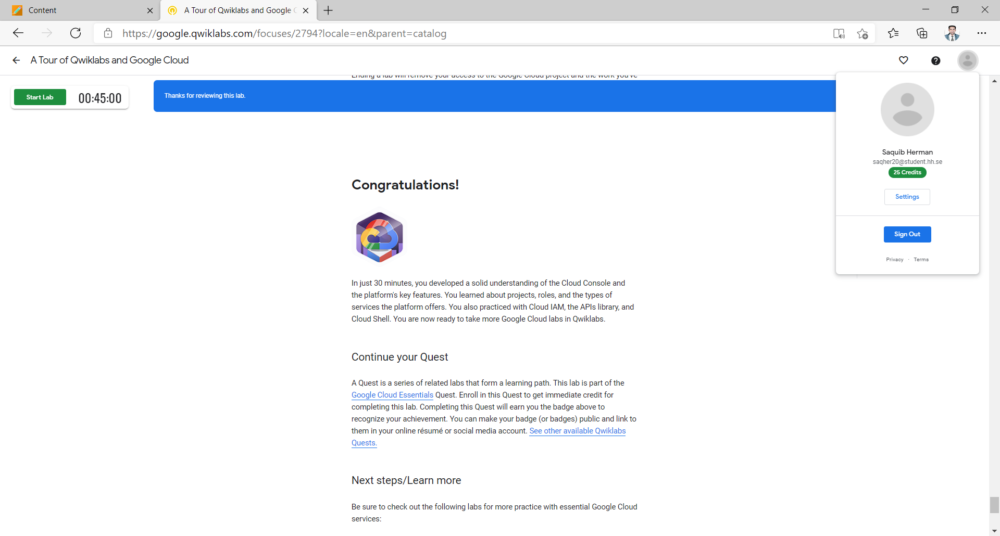 Content
A Tour of Qwiklabs and Google C
https://google.qwiklabs.com/focuses/2794?locale=en&parent=catalog
A Tour of Qwiklabs and Google Cloud
Ending a lab will remove your access to the Google Cloud project and the work you've
Start Lab
00:45:00
Thanks for reviewing this lab.
Saquib Herman
saqher20@student.hh.se
25 Credits
Settings
Sign Out
Privacy · Terms
Congratulations!
In just 30 minutes, you developed a solid understanding of the Cloud Console and
the platform's key features. You learned about projects, roles, and the types of
services the platform offers. You also practiced with Cloud IAM, the APIs library, and
Cloud Shell. You are now ready to take more Google Cloud labs in Qwiklabs.
Continue your Quest
A Quest is a series of related labs that form a learning path. This lab is part of the
Google Cloud Essentials Quest. Enroll in this Quest to get immediate credit for
completing this lab. Completing this Quest will earn you the badge above to
recognize your achievement. You can make your badge (or badges) public and link to
them in your online résumé or social media account. See other available Qwiklabs
Quests.
Next steps/Learn more
Be sure to check out the following labs for more practice with essential Google Cloud
services: